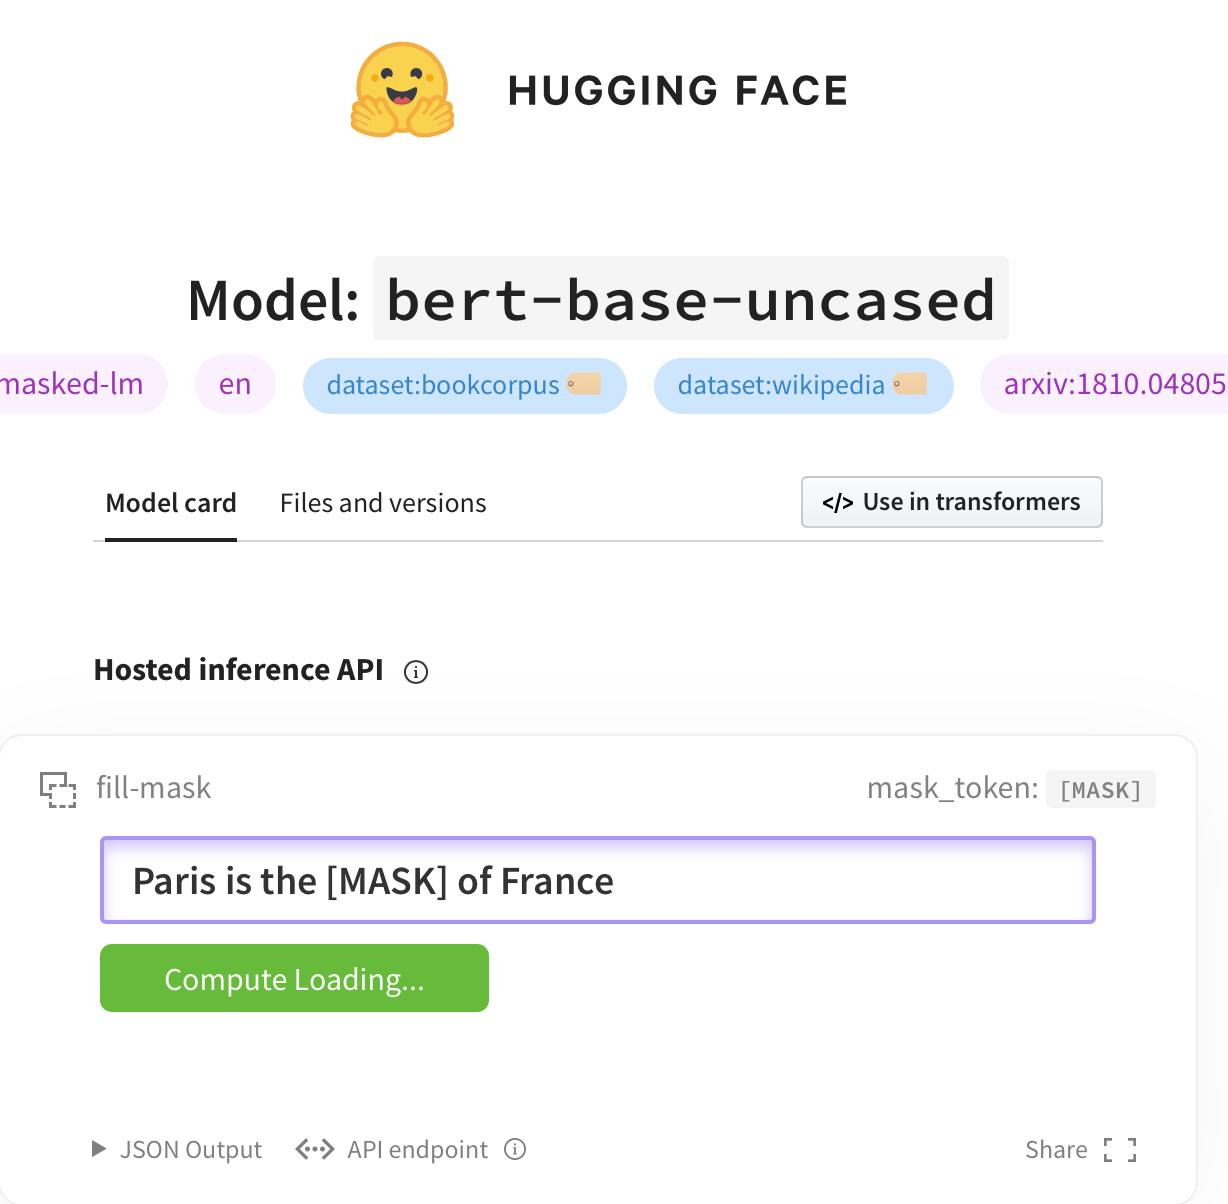 HUGGING FACE
Model: bert-base-uncased
masked-lm en dataset:bookcorpus dataset:wikipedia arxiv:1810.04805
Model card Files and versions </> Use in transformers
Hosted inference API
fill-mask mask_token: [MASK]
Paris is the [MASK] of France
Compute Loading...
JSON Output API endpoint Share